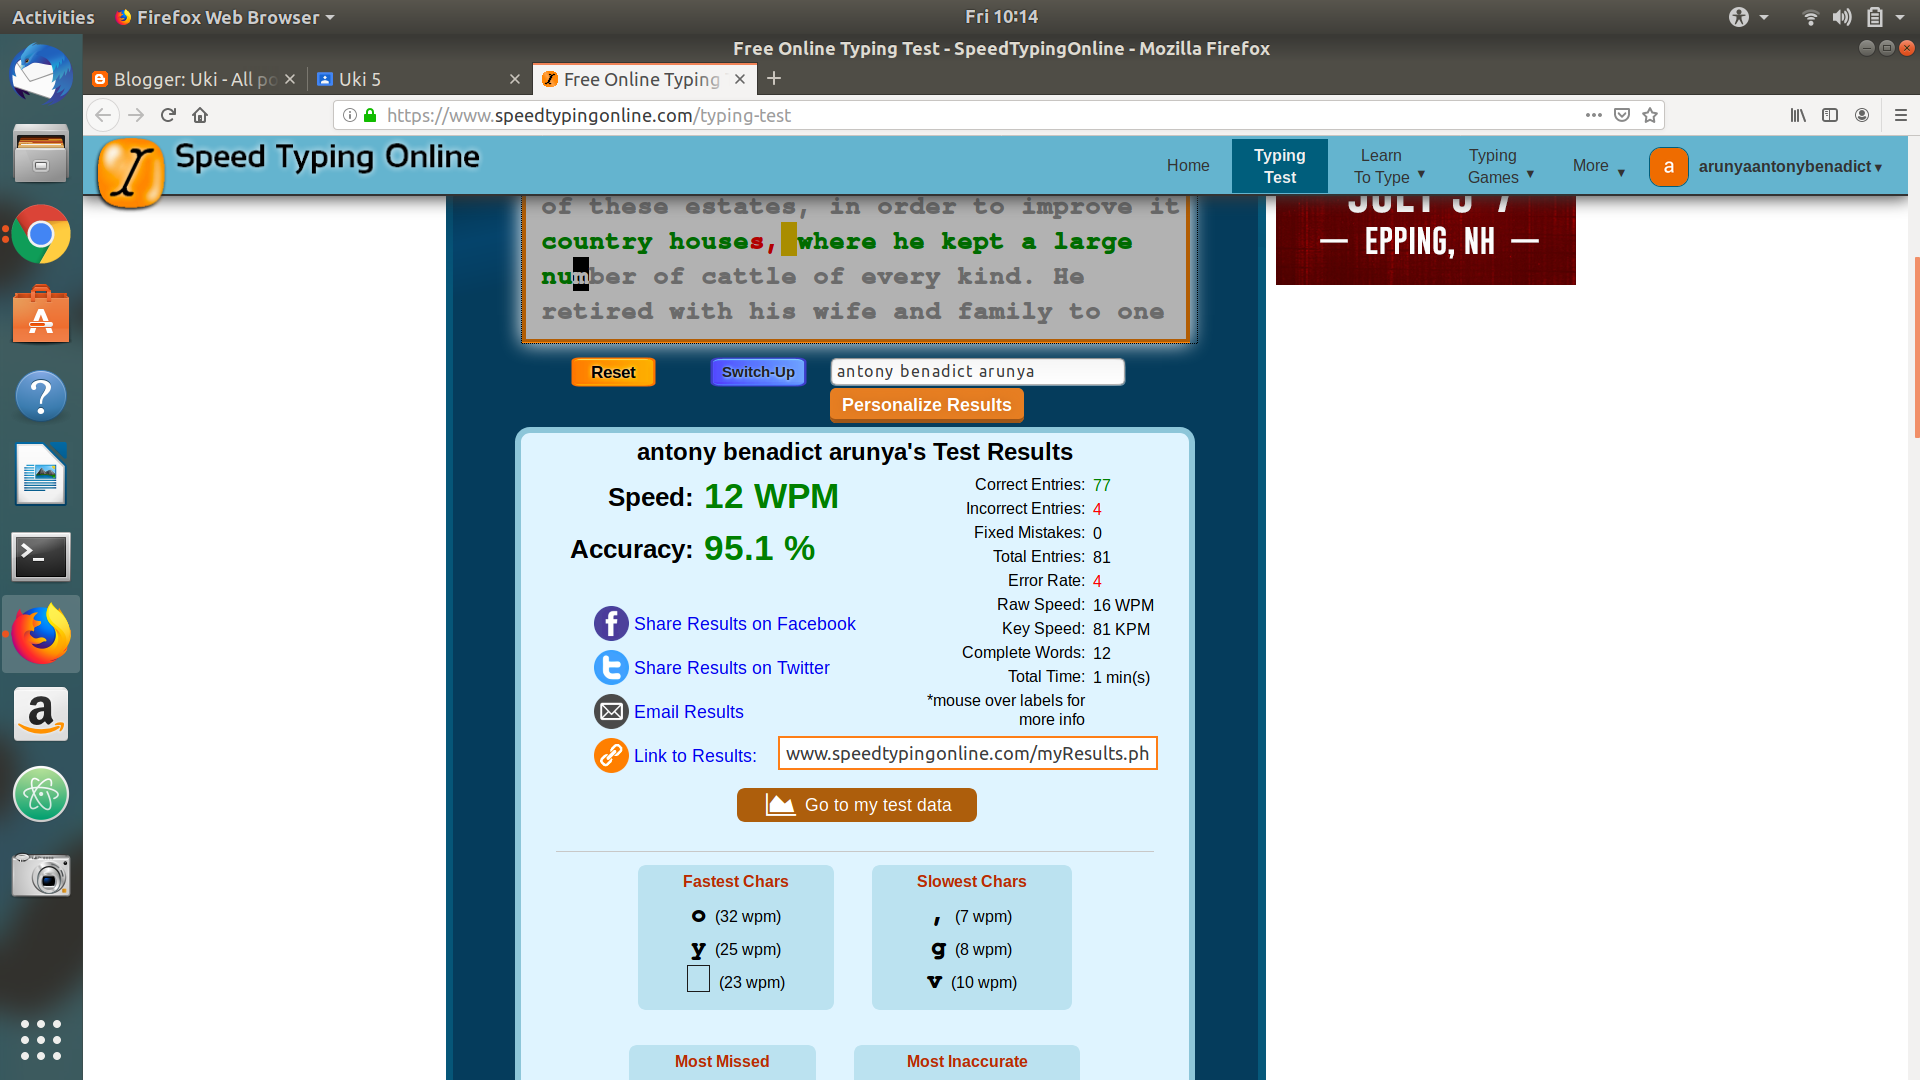 Activities
Firefox Web Browser
Fri 10:14
Free Online Typing Test - SpeedTypingOnline - Mozilla Firefox
Blogger: Uki - All po
Uki 5
Free Online Typing
https://www.speedtypingonline.com/typing-test
Speed Typing Online
Home
Typing
Test
Learn
To Type
Typing
Games
More
a
arunyaantonybenadict
of these estates, in order to improve it
country houses, where he kept a large
number of cattle of every kind. He
retired with his wife and family to one
EPPING, NH
Reset
Switch-Up
antony benadict arunya
Personalize Results
antony benadict arunya's Test Results
Speed: 12 WPM
Accuracy: 95.1 %
Correct Entries: 77
Incorrect Entries: 4
Fixed Mistakes: 0
Total Entries: 81
Error Rate: 4
Raw Speed: 16 WPM
Key Speed: 81 KPM
Complete Words: 12
Total Time: 1 min(s)
*mouse over labels for
more info
Share Results on Facebook
Share Results on Twitter
Email Results
Link to Results:
www.speedtypingonline.com/myResults.ph
Go to my test data
Fastest Chars
o (32 wpm)
y (25 wpm)
(23 wpm)
Slowest Chars
, (7 wpm)
g (8 wpm)
v (10 wpm)
Most Missed
Most Inaccurate